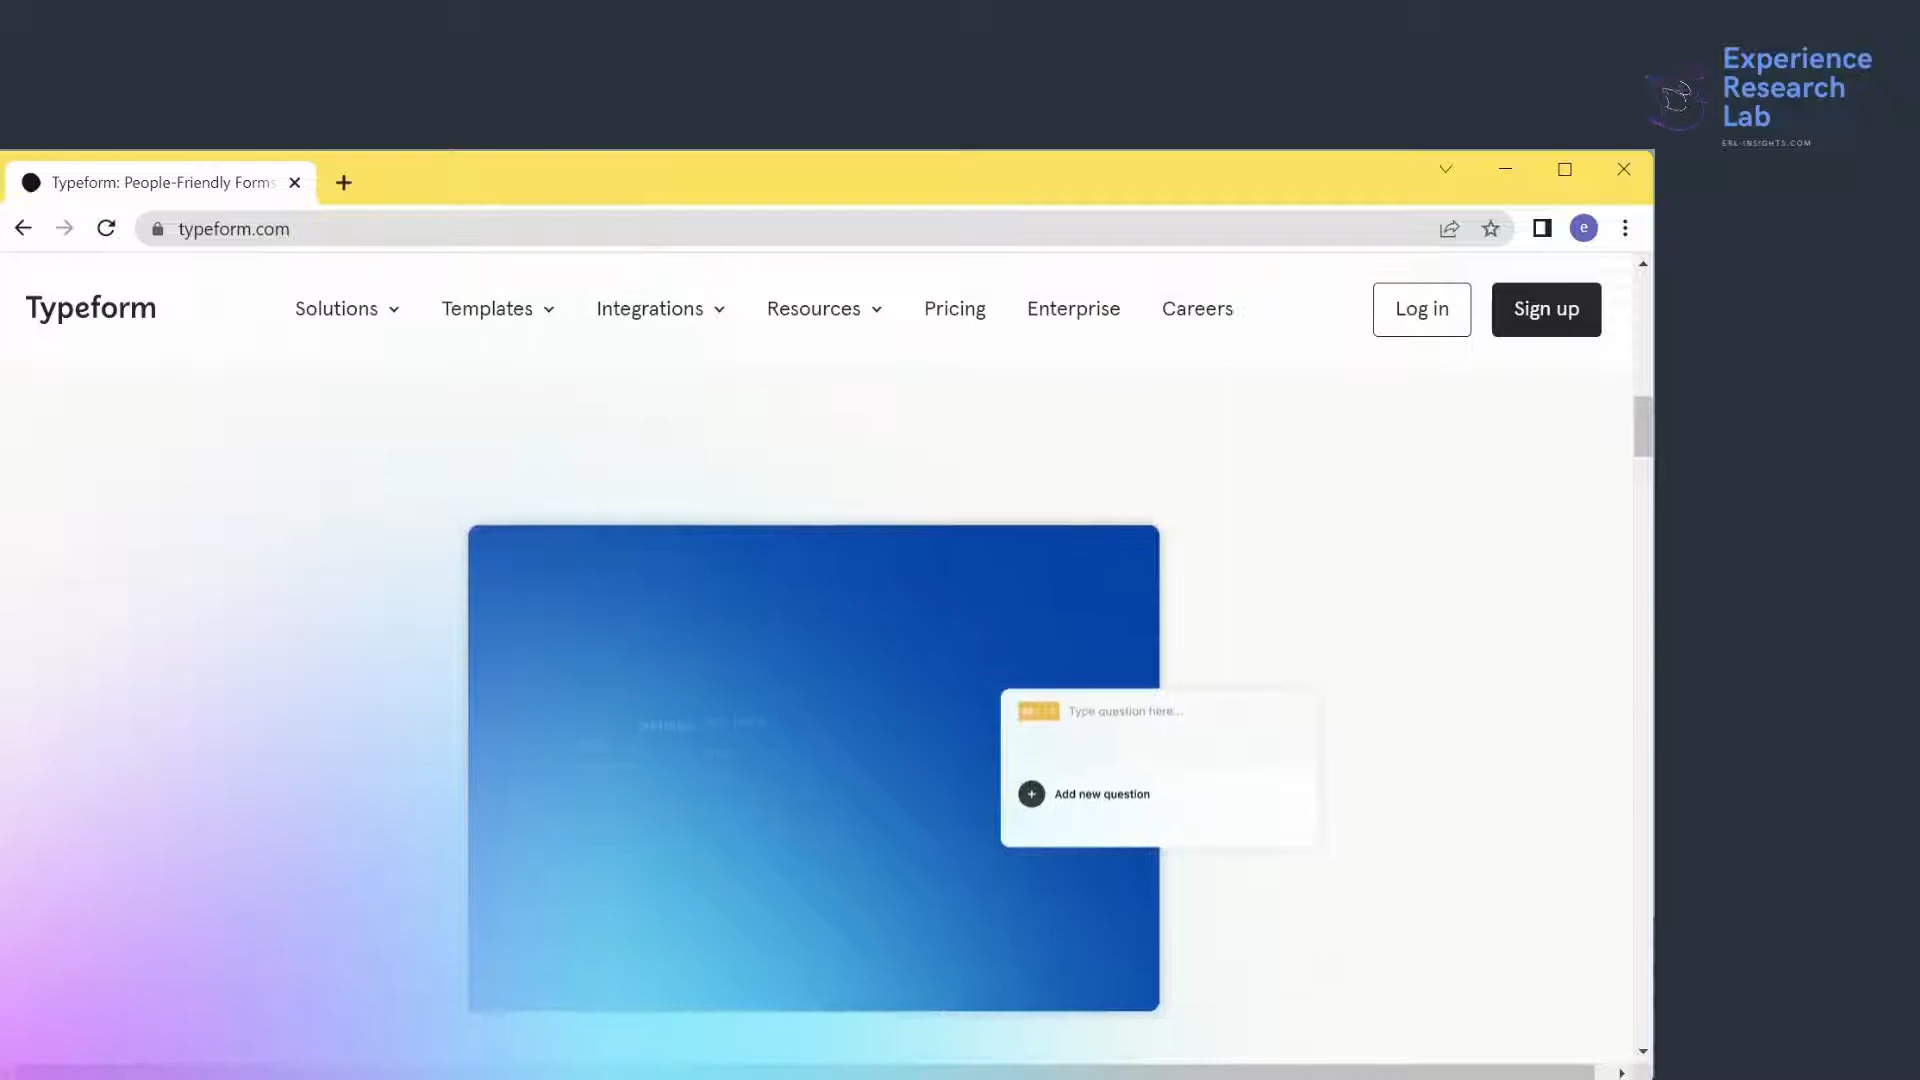 Experience
Research
Lab
ERL-INSIGHTS.COM
Typeform: People-Friendly Forms
typeform.com
e
Typeform
Solutions
Templates
Integrations
Resources
Pricing
Enterprise
Careers
Log in
Sign up
Type question here...
Add new question